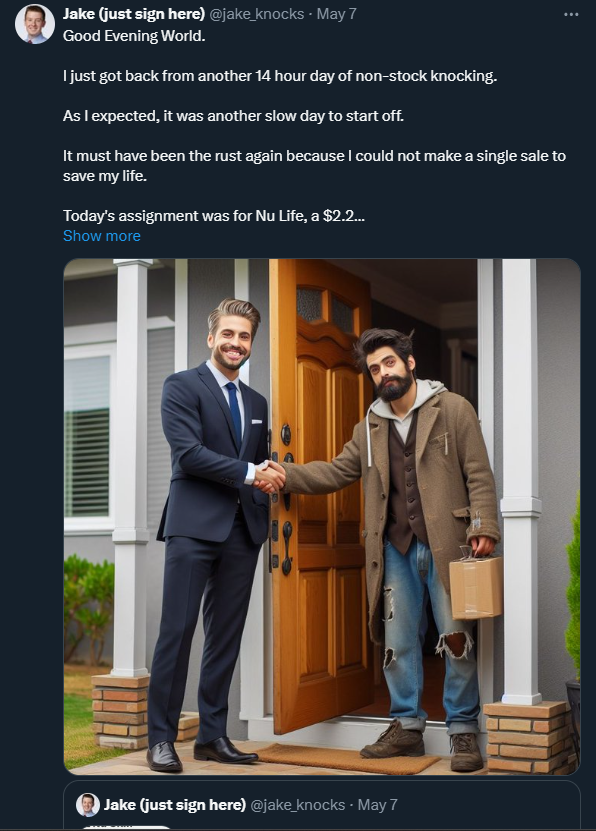 Jake (just sign here) @jake_knocks · May 7
Good Evening World.
I just got back from another 14 hour day of non-stock knocking.
As I expected, it was another slow day to start off.
It must have been the rust again because I could not make a single sale to
save my life.
Today's assignment was for Nu Life, a $2.2...
Show more
Jake (just sign here) @jake_knocks · May 7